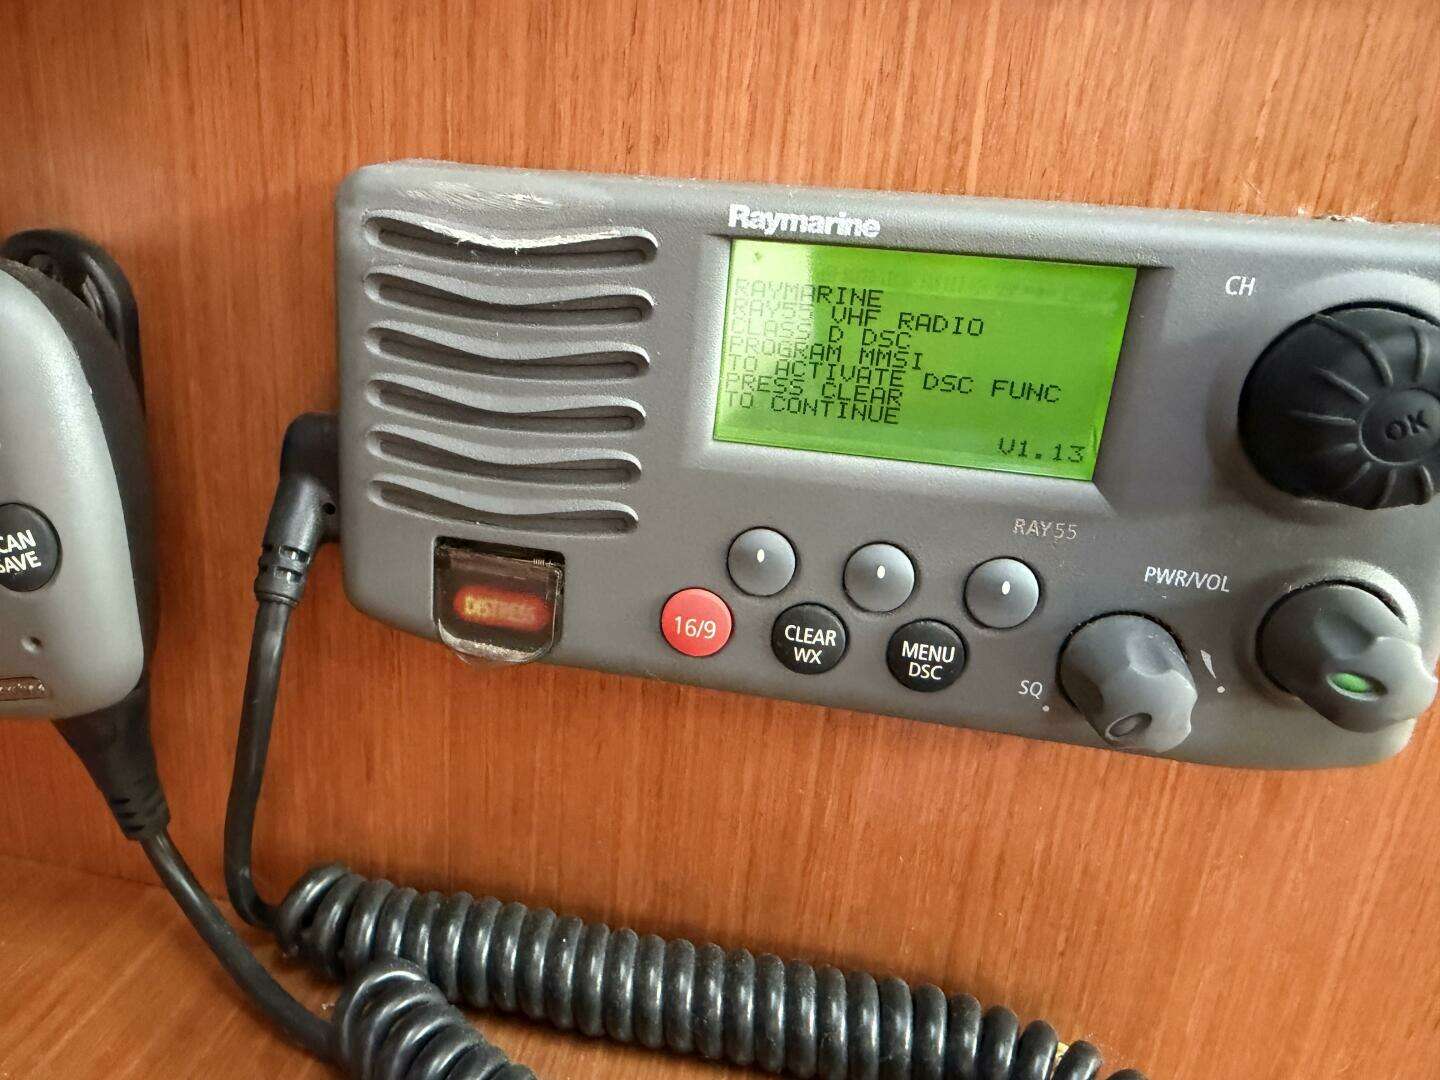 Raymarine
RAYMARINE
RAY55 VHF RADIO
CLASS D DSC
PROGRAM MMSI
TO ACTIVATE DSC FUNC
PRESS CLEAR
TO CONTINUE
V1.13
CH
OK
RAY55
PWR/VOL
DISTRESS
16/9
CLEAR
WX
MENU
DSC
SQ
CAN
SAVE